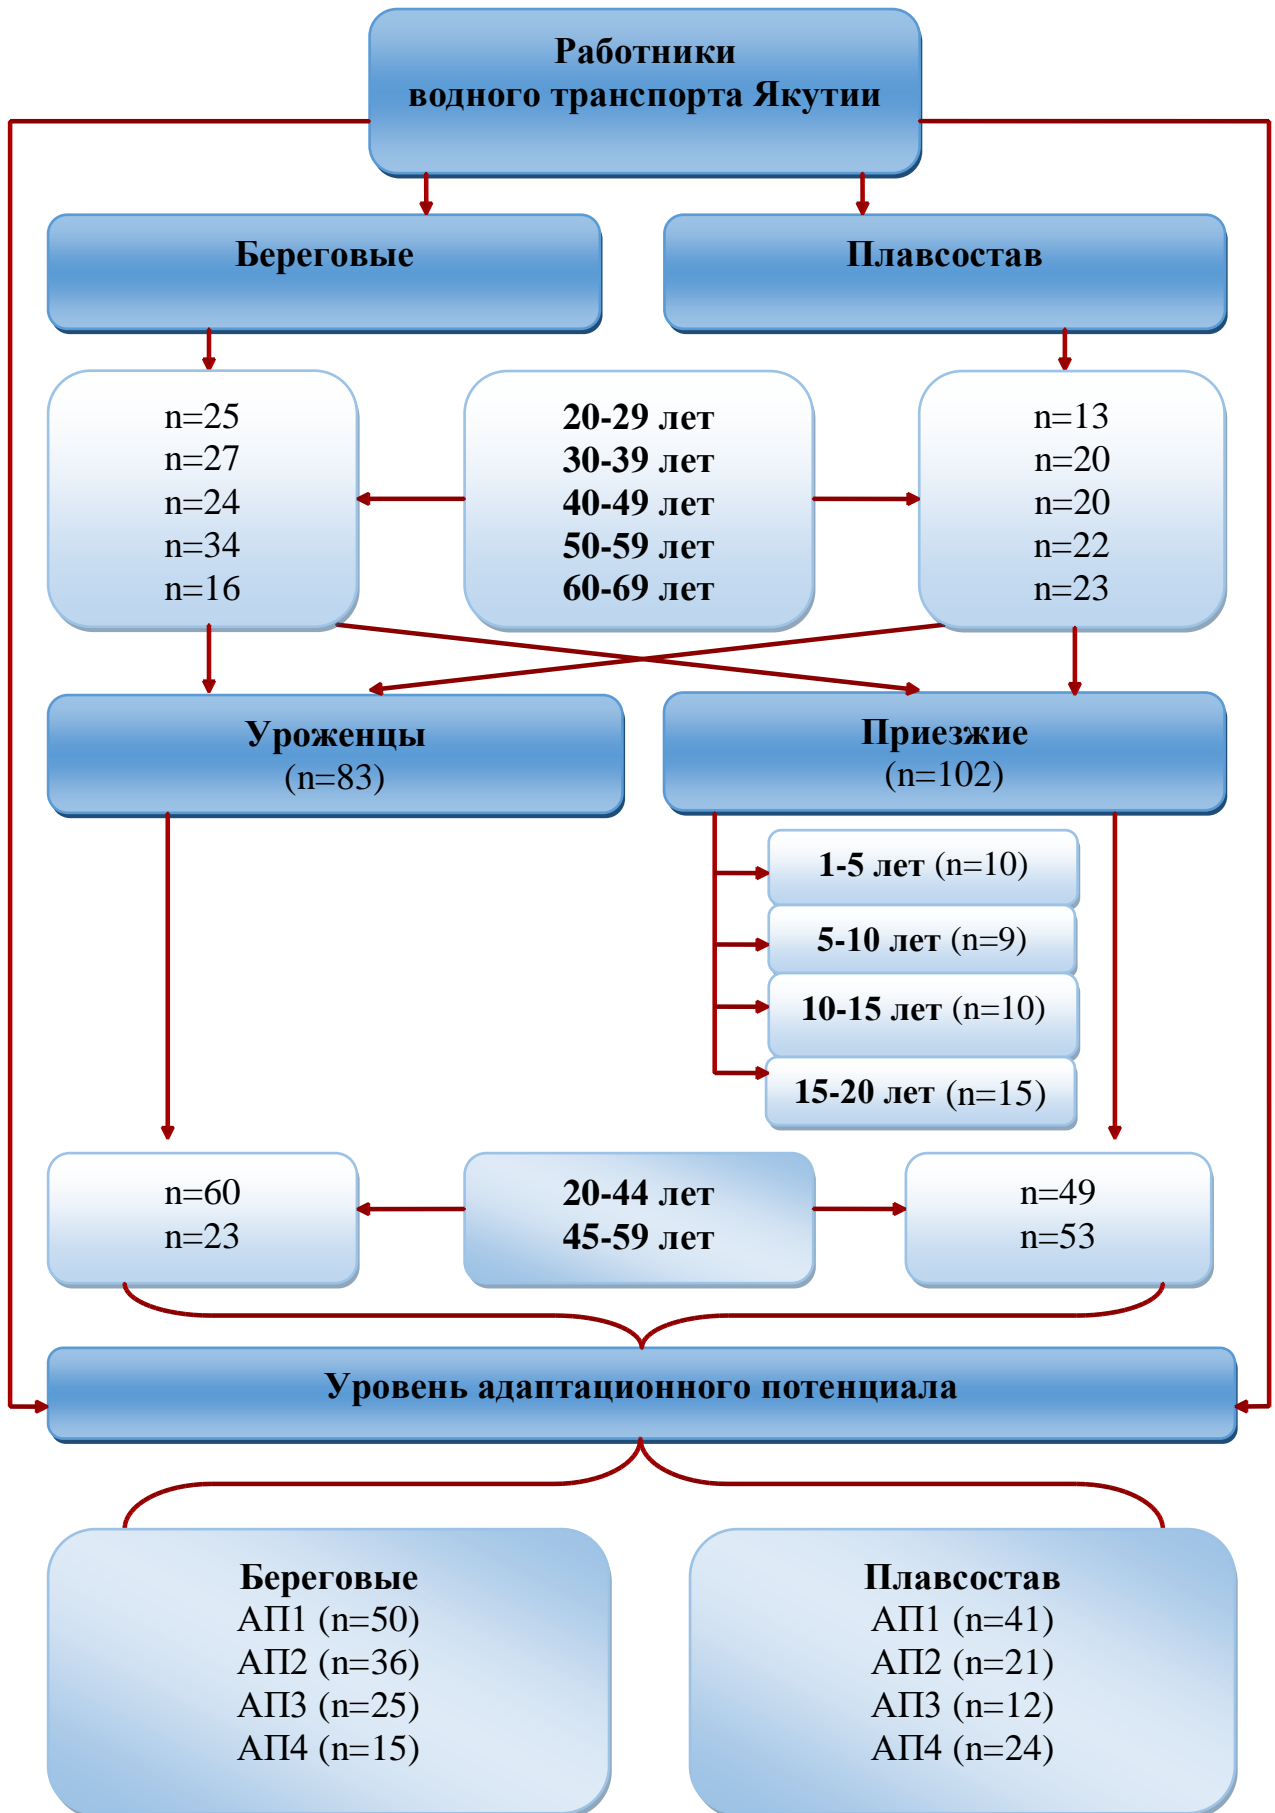 Работники
водного транспорта Якутии
Береговые
Плавсостав
n=25
n=27
n=24
n=34
n=16
20-29 лет
30-39 лет
40-49 лет
50-59 лет
60-69 лет
n=13
n=20
n=20
n=22
n=23
Уроженцы
(n=83)
Приезжие
(n=102)
1-5 лет (n=10)
5-10 лет (n=9)
10-15 лет (n=10)
15-20 лет (n=15)
n=60
n=23
20-44 лет
45-59 лет
n=49
n=53
Уровень адаптационного потенциала
Береговые
АП1 (n=50)
АП2 (n=36)
АП3 (n=25)
АП4 (n=15)
Плавсостав
АП1 (n=41)
АП2 (n=21)
АП3 (n=12)
АП4 (n=24)